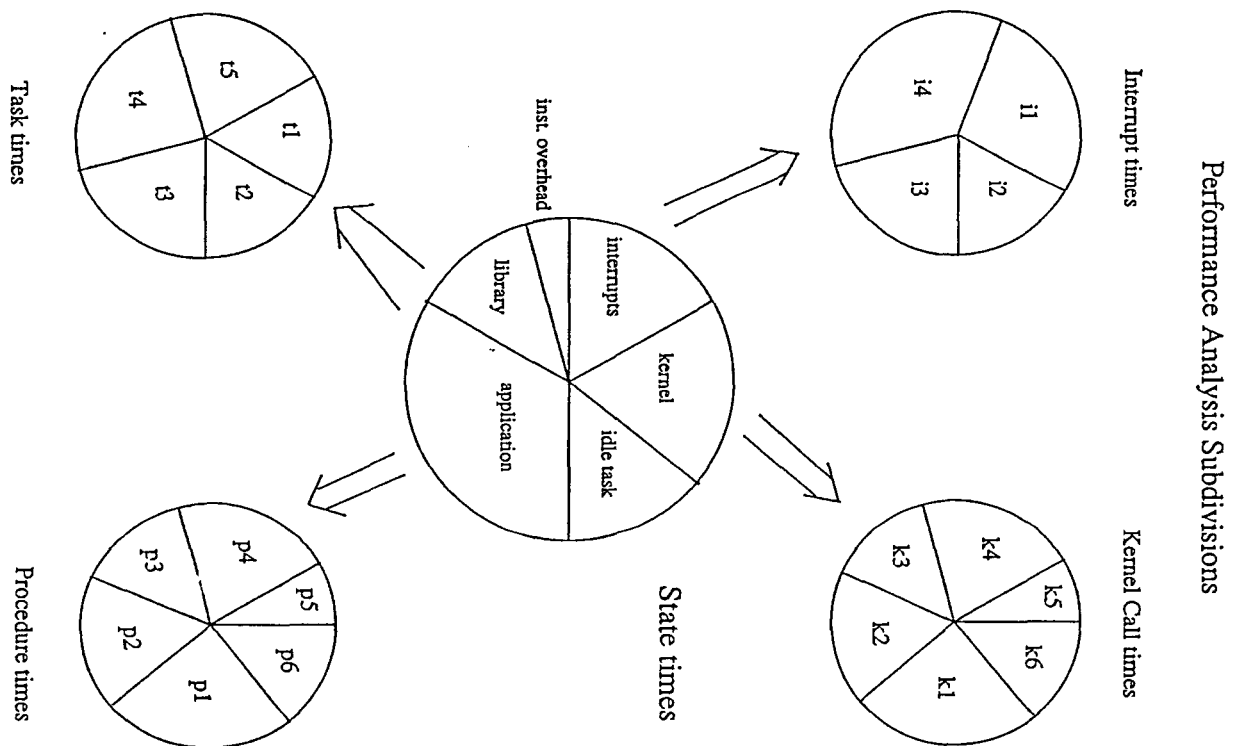 Performance Analysis Subdivisions
Interrupt times
i1
i2
i3
i4
Kernel Call times
k1
k2
k3
k4
k5
k6
State times
interrupts
kernel
idle task
application
library
inst. overhead
Task times
t1
t2
t3
t4
t5
Procedure times
p1
p2
p3
p4
p5
p6